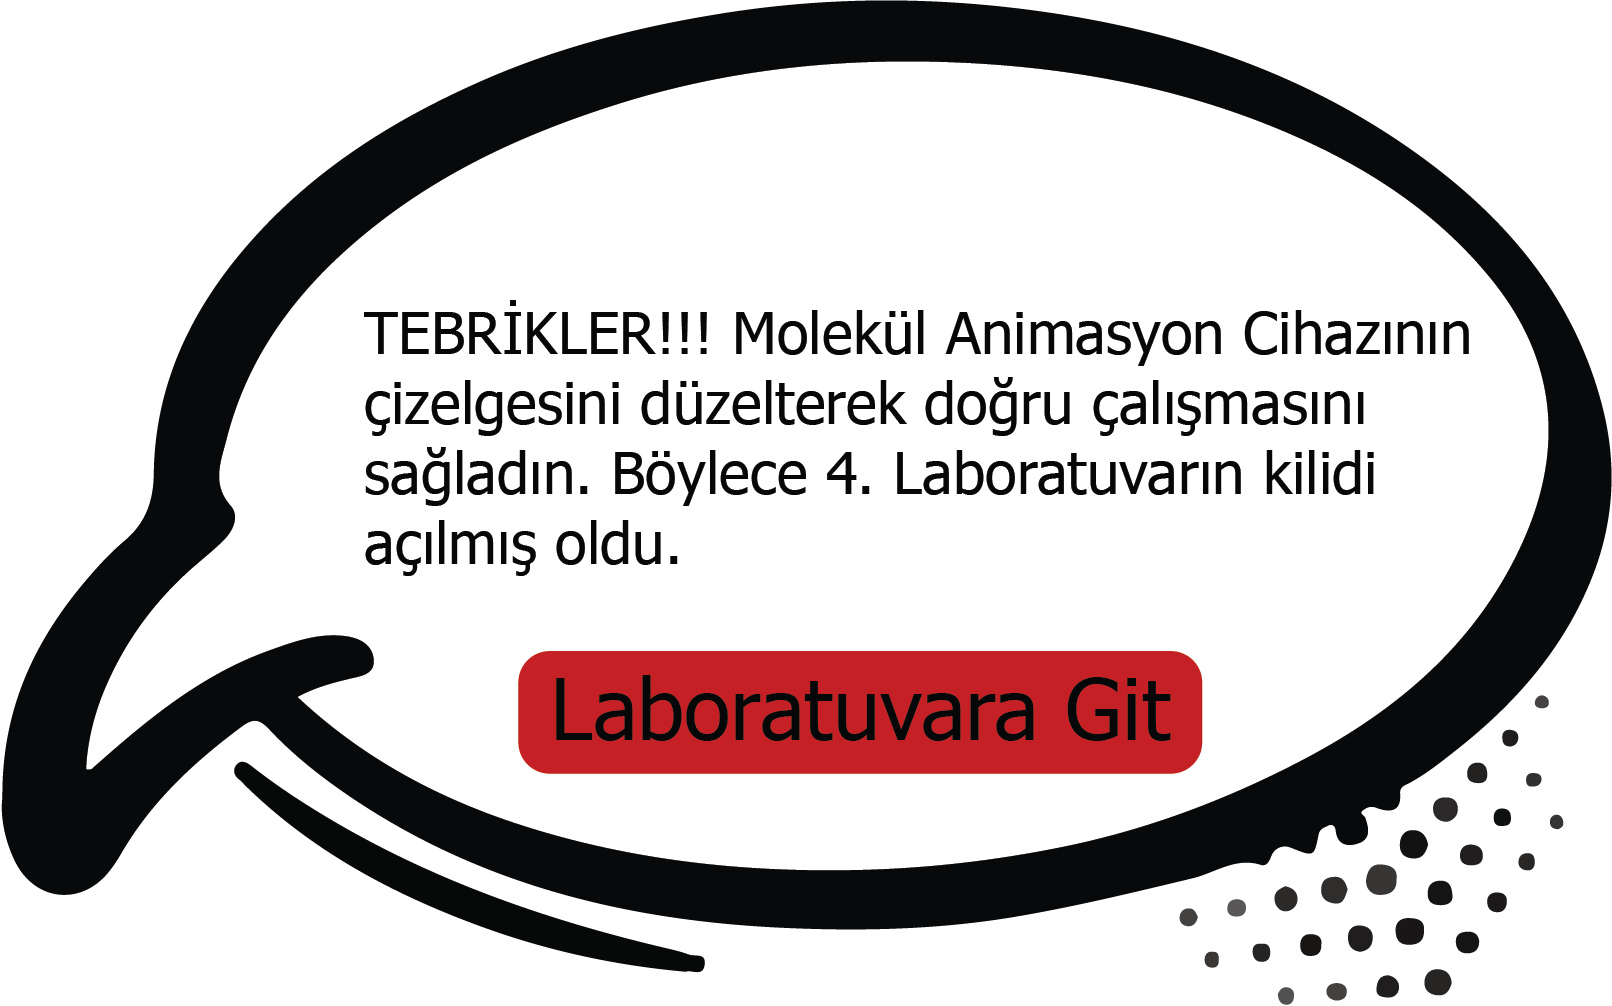 TEBRİKLER!!! Molekül Animasyon Cihazının
çizelgesini düzelterek doğru çalışmasını
sağladın. Böylece 4. Laboratuvarın kilidi
açılmış oldu.
Laboratuvara Git